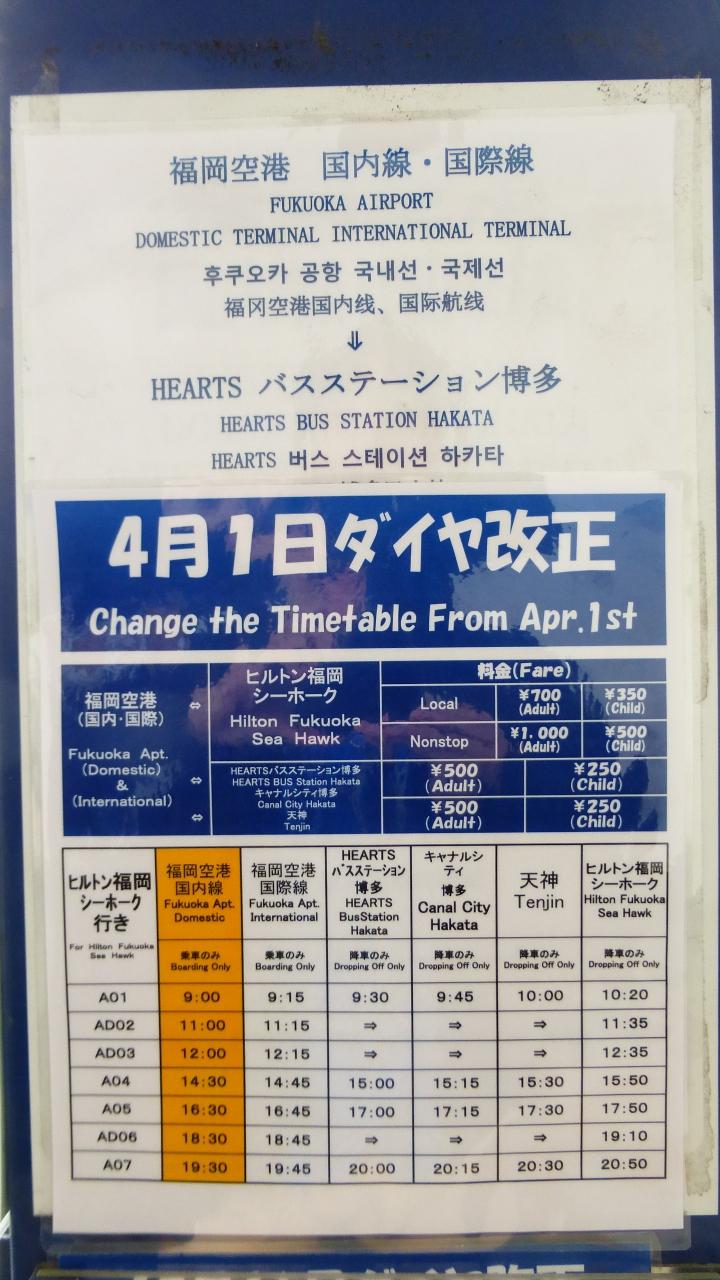 福岡空港　国内線・国際線
FUKUOKA AIRPORT
DOMESTIC TERMINAL INTERNATIONAL TERMINAL
후쿠오카 공항 국내선・국제선
福冈空港国内线、国际航线
⇓
HEARTS バスステーション博多
HEARTS BUS STATION HAKATA
HEARTS 버스 스테이션 하카타
4月1日ダイヤ改正
Change the Timetable From Apr.1st
福岡空港
（国内・国際）
Fukuoka Apt.
（Domestic）
&
（International）
⇔
⇔
⇔
ヒルトン福岡
シーホーク
Hilton Fukuoka
Sea Hawk
HEARTSバスステーション博多
HEARTS BUS Station Hakata
キャナルシティ博多
Canal City Hakata
天神
Tenjin
料金(Fare)
Local ¥700 (Adult) ¥350 (Child)
Nonstop ¥1,000 (Adult) ¥500 (Child)
¥500 (Adult) ¥250 (Child)
¥500 (Adult) ¥250 (Child)
ヒルトン福岡
シーホーク
行き
For Hilton Fukuoka
Sea Hawk
福岡空港
国内線
Fukuoka Apt.
Domestic
福岡空港
国際線
Fukuoka Apt.
International
HEARTS
バスステーション
博多
HEARTS
BusStation
Hakata
キャナルシ
ティ
博多
Canal City
Hakata
天神
Tenjin
ヒルトン福岡
シーホーク
Hilton Fukuoka
Sea Hawk
乗車のみ 乗車のみ 降車のみ 降車のみ 降車のみ 降車のみ
Boarding Only Boarding Only Dropping Off Only Dropping Off Only Dropping Off Only Dropping Off Only
A01 9:00 9:15 9:30 9:45 10:00 10:20
AD02 11:00 11:15 ⇒ ⇒ ⇒ 11:35
AD03 12:00 12:15 ⇒ ⇒ ⇒ 12:35
A04 14:30 14:45 15:00 15:15 15:30 15:50
A05 16:30 16:45 17:00 17:15 17:30 17:50
AD06 18:30 18:45 ⇒ ⇒ ⇒ 19:10
A07 19:30 19:45 20:00 20:15 20:30 20:50